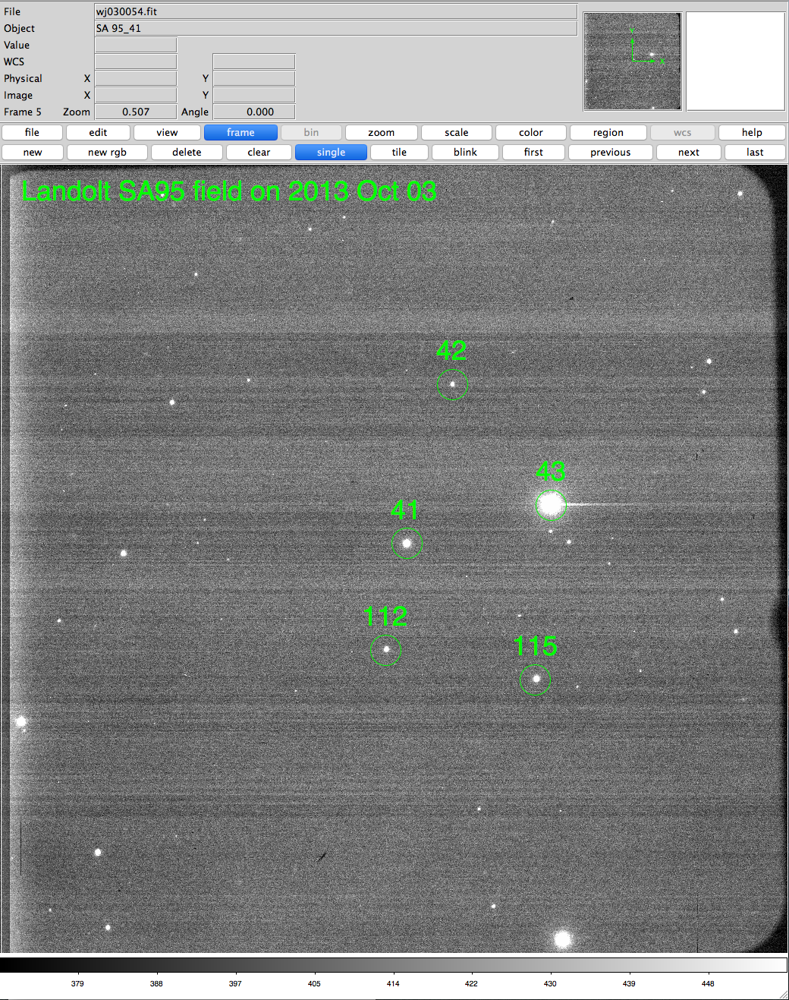 File wj030054.fit
Object SA 95_41
Value
WCS
Physical X Y
Image X Y
Frame 5 Zoom 0.507 Angle 0.000
file edit view frame bin zoom scale color region wcs help
new new rgb delete clear single tile blink first previous next last
Landolt SA95 field on 2013 Oct 03
42
43
41
112
115
379 388 397 405 414 422 430 439 448